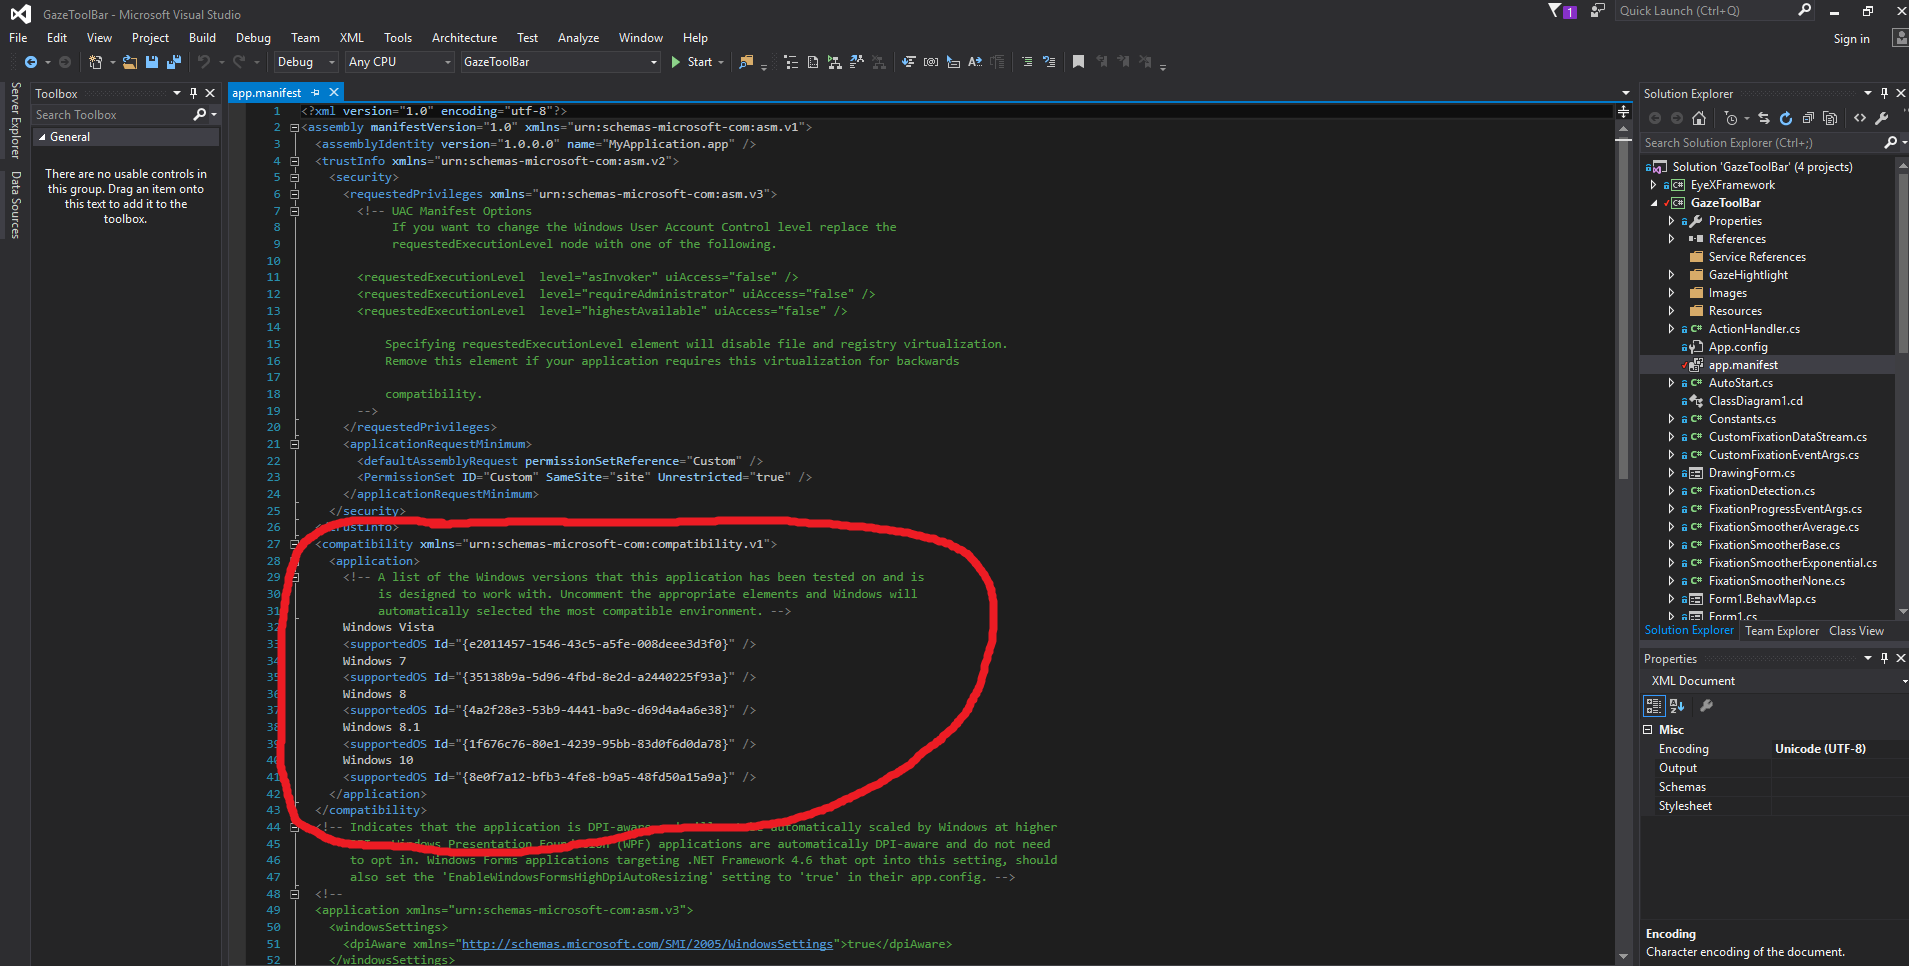 GazeToolBar - Microsoft Visual Studio
1
Quick Launch (Ctrl+Q)
File Edit View Project Build Debug Team XML Tools Architecture Test Analyze Window Help
Sign in
Debug Any CPU GazeToolBar Start
Server Explorer
Data Sources
Toolbox
Search Toolbox
General
There are no usable controls in
this group. Drag an item onto
this text to add it to the
toolbox.
app.manifest
1 <?xml version="1.0" encoding="utf-8"?>
2 <assembly manifestVersion="1.0" xmlns="urn:schemas-microsoft-com:asm.v1">
3 <assemblyIdentity version="1.0.0.0" name="MyApplication.app" />
4 <trustInfo xmlns="urn:schemas-microsoft-com:asm.v2">
5 <security>
6 <requestedPrivileges xmlns="urn:schemas-microsoft-com:asm.v3">
7 <!-- UAC Manifest Options
8 If you want to change the Windows User Account Control level replace the
9 requestedExecutionLevel node with one of the following.
10
11 <requestedExecutionLevel level="asInvoker" uiAccess="false" />
12 <requestedExecutionLevel level="requireAdministrator" uiAccess="false" />
13 <requestedExecutionLevel level="highestAvailable" uiAccess="false" />
14
15 Specifying requestedExecutionLevel element will disable file and registry virtualization.
16 Remove this element if your application requires this virtualization for backwards
17
18 compatibility.
19 -->
20 </requestedPrivileges>
21 <applicationRequestMinimum>
22 <defaultAssemblyRequest permissionSetReference="Custom" />
23 <PermissionSet ID="Custom" SameSite="site" Unrestricted="true" />
24 </applicationRequestMinimum>
25 </security>
26 </trustInfo>
27 <compatibility xmlns="urn:schemas-microsoft-com:compatibility.v1">
28 <application>
29 <!-- A list of the Windows versions that this application has been tested on and is
30 is designed to work with. Uncomment the appropriate elements and Windows will
31 automatically selected the most compatible environment. -->
32 Windows Vista
33 <supportedOS Id="{e2011457-1546-43c5-a5fe-008deee3d3f0}" />
34 Windows 7
35 <supportedOS Id="{35138b9a-5d96-4fbd-8e2d-a2440225f93a}" />
36 Windows 8
37 <supportedOS Id="{4a2f28e3-53b9-4441-ba9c-d69d4a4a6e38}" />
38 Windows 8.1
39 <supportedOS Id="{1f676c76-80e1-4239-95bb-83d0f6d0da78}" />
40 Windows 10
41 <supportedOS Id="{8e0f7a12-bfb3-4fe8-b9a5-48fd50a15a9a}" />
42 </application>
43 </compatibility>
44 <!-- Indicates that the application is DPI-aware automatically scaled by Windows at higher
45 Windows Presentation Foundation (WPF) applications are automatically DPI-aware and do not need
46 to opt in. Windows Forms applications targeting .NET Framework 4.6 that opt into this setting, should
47 also set the 'EnableWindowsFormsHighDpiAutoResizing' setting to 'true' in their app.config. -->
48 <!--
49 <application xmlns="urn:schemas-microsoft-com:asm.v3">
50 <windowsSettings>
51 <dpiAware xmlns="http://schemas.microsoft.com/SMI/2005/WindowsSettings">true</dpiAware>
52 </windowsSettings>
Solution Explorer
Search Solution Explorer (Ctrl+;)
Solution 'GazeToolBar' (4 projects)
C# EyeXFramework
C# GazeToolBar
Properties
References
Service References
GazeHightlight
Images
Resources
C# ActionHandler.cs
App.config
app.manifest
C# AutoStart.cs
ClassDiagram1.cd
C# Constants.cs
C# CustomFixationDataStream.cs
C# CustomFixationEventArgs.cs
DrawingForm.cs
C# FixationDetection.cs
C# FixationProgressEventArgs.cs
C# FixationSmootherAverage.cs
C# FixationSmootherBase.cs
C# FixationSmootherExponential.cs
C# FixationSmootherNone.cs
Form1.BehavMap.cs
Form1.cs
Solution Explorer Team Explorer Class View
Properties
XML Document
Misc
Encoding Unicode (UTF-8)
Output
Schemas
Stylesheet
Encoding
Character encoding of the document.